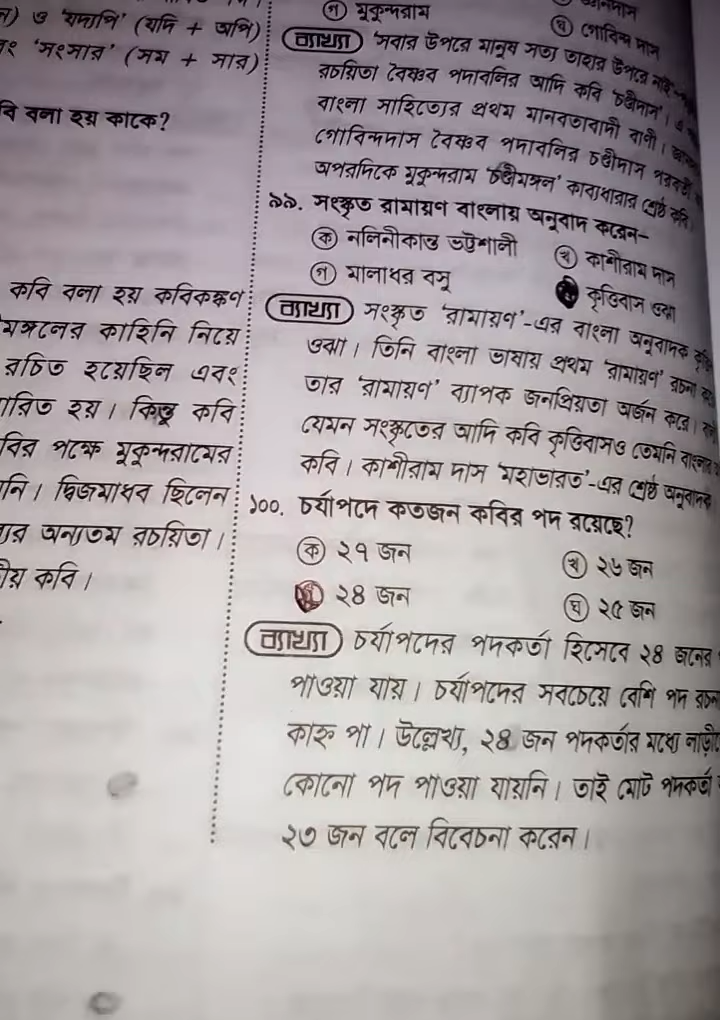 ন) ও 'যদ্যপি' (যদি + অপি)
'সংসার' (সম + সার)
বি বলা হয় কাকে?
কবি বলা হয় কবিকঙ্কণ
মঙ্গলের কাহিনি নিয়ে
রচিত হয়েছিল এবং
রিত হয়। কিন্তু কবি
বির পক্ষে মুকুন্দরামের
নি। দ্বিজমাধব ছিলেন
অন্যতম রচয়িতা।
য় কবি।
গ মুকুন্দরাম
ঘ গোবিন্দ দাস
ব্যাখ্যা 'সবার উপরে মানুষ সত্য তাহার উপরে নাই'
রচয়িতা বৈষ্ণব পদাবলির আদি কবি 'চণ্ডীদাস'।
বাংলা সাহিত্যের প্রথম মানবতাবাদী বাণী।
গোবিন্দদাস বৈষ্ণব পদাবলির চণ্ডীদাস পরবর্তী
অপরদিকে মুকুন্দরাম 'চণ্ডীমঙ্গল' কাব্যধারার শ্রেষ্ঠ কবি।
৯৯. সংস্কৃত রামায়ণ বাংলায় অনুবাদ করেন–
ক নলিনীকান্ত ভট্টশালী
খ কাশীরাম দাস
গ মালাধর বসু
কৃত্তিবাস ওঝা
ব্যাখ্যা সংস্কৃত 'রামায়ণ'-এর বাংলা অনুবাদক
ওঝা। তিনি বাংলা ভাষায় প্রথম 'রামায়ণ' রচনা
তার 'রামায়ণ' ব্যাপক জনপ্রিয়তা অর্জন করে।
যেমন সংস্কৃতের আদি কবি কৃত্তিবাসও তেমনি বাংলার
কবি। কাশীরাম দাস 'মহাভারত'-এর শ্রেষ্ঠ অনুবাদক
১০০. চর্যাপদে কতজন কবির পদ রয়েছে?
ক ২৭ জন
খ ২৬ জন
২৪ জন
ঘ ২৫ জন
ব্যাখ্যা চর্যাপদের পদকর্তা হিসেবে ২৪ জনের
পাওয়া যায়। চর্যাপদের সবচেয়ে বেশি পদ
কাহ্ন পা। উল্লেখ্য, ২৪ জন পদকর্তার মধ্যে
কোনো পদ পাওয়া যায়নি। তাই মোট পদকর্তা
২৩ জন বলে বিবেচনা করেন।